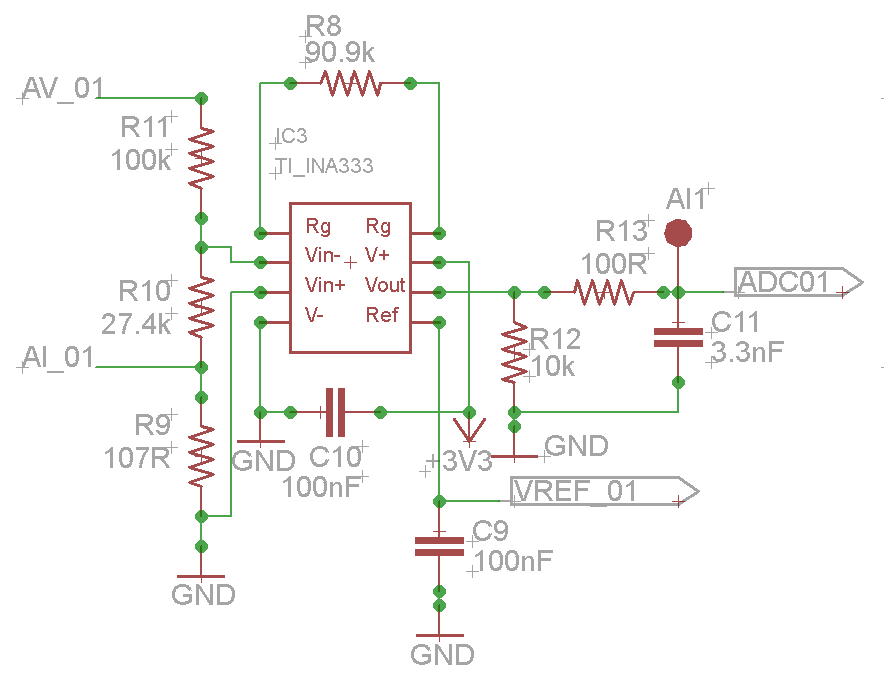 R8
90.9k
AV_01
R11
100k
IC3
TI_INA333
Rg Rg
Vin- V+
Vin+ Vout
V- Ref
AI1
R13
100R
ADC01
R10
27.4k
R12
10k
C11
3.3nF
AI_01
R9
107R
GND
C10
100nF
+3V3
GND
VREF_01
C9
100nF
GND
GND